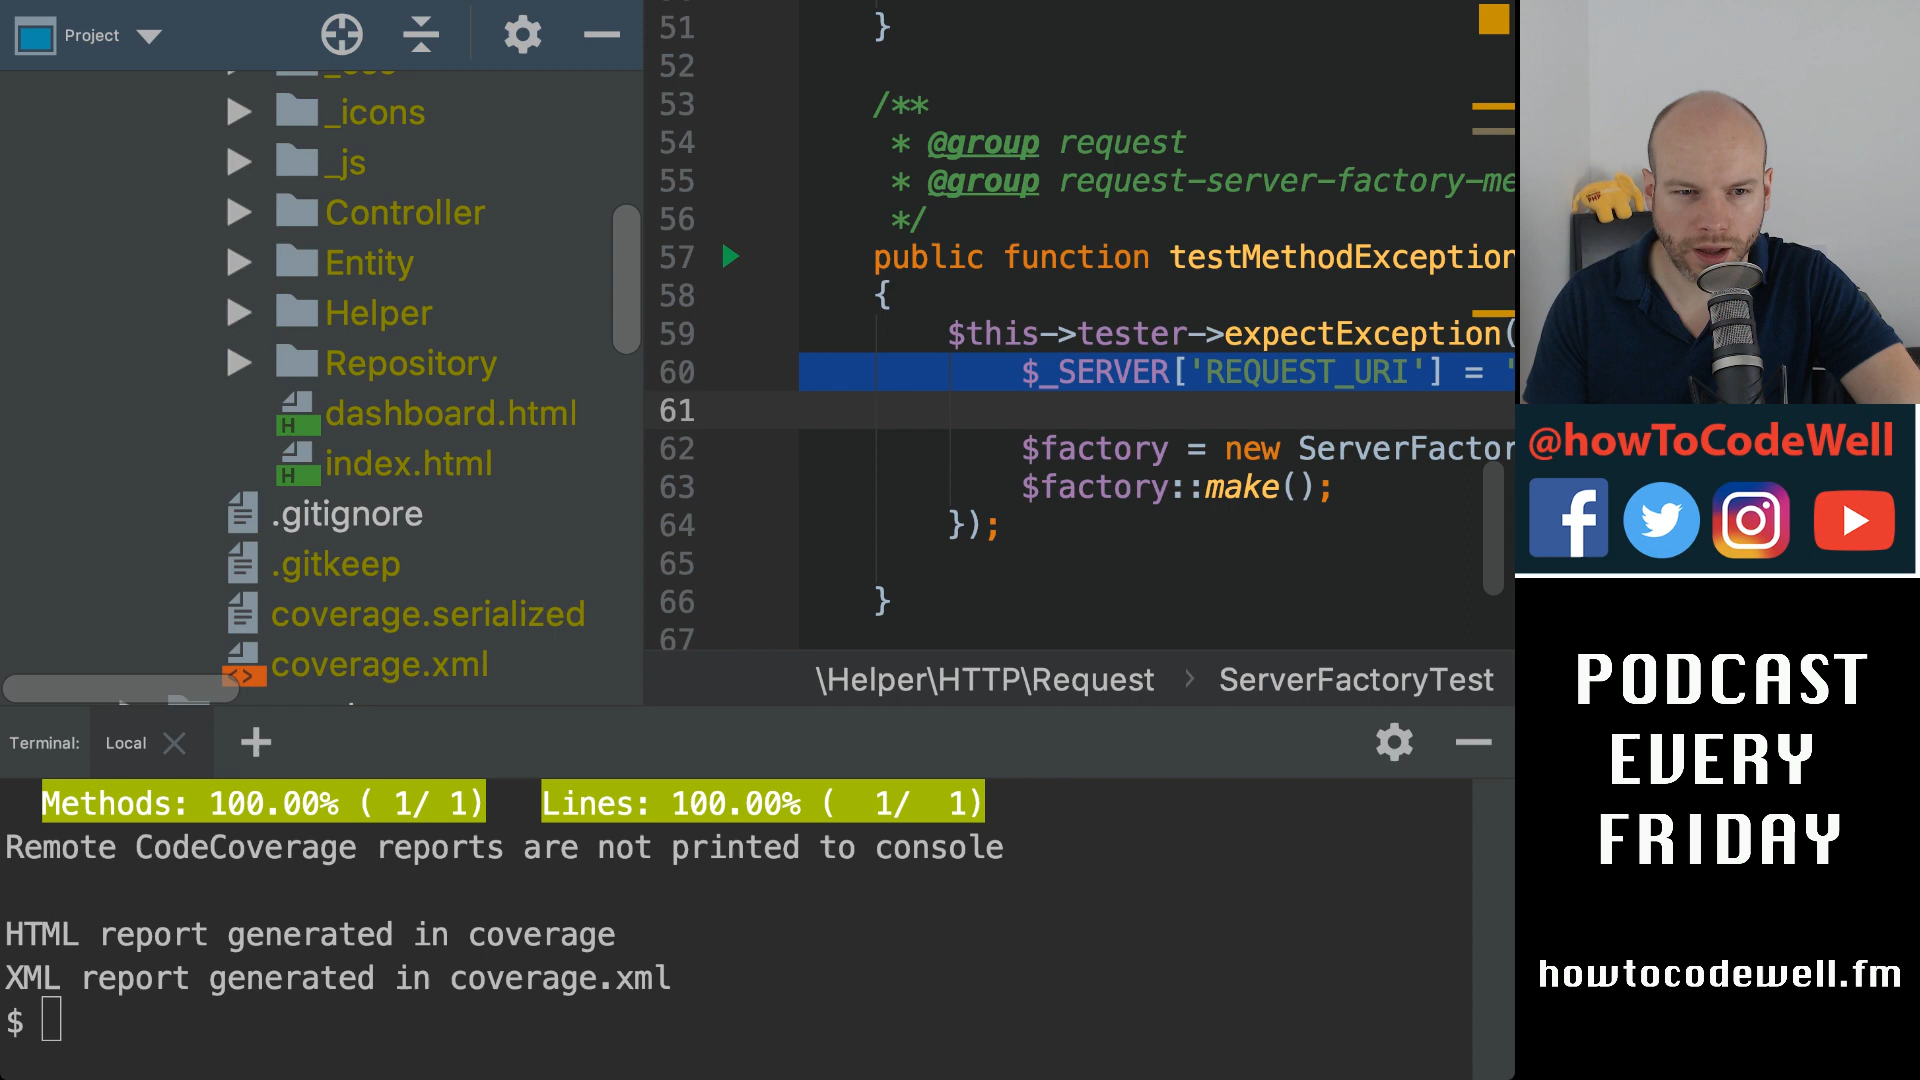 Project
_icons
_js
Controller
Entity
Helper
Repository
dashboard.html
index.html
.gitignore
.gitkeep
coverage.serialized
coverage.xml
51 }
52
53 /**
54 * @group request
55 * @group request-server-factory-me
56 */
57 public function testMethodException
58 {
59 $this->tester->expectException(
60 $_SERVER['REQUEST_URI'] = '
61
62 $factory = new ServerFactor
63 $factory::make();
64 });
65
66 }
67
\Helper\HTTP\Request › ServerFactoryTest
Terminal: Local
Methods: 100.00% ( 1/ 1) Lines: 100.00% (  1/  1)
Remote CodeCoverage reports are not printed to console
HTML report generated in coverage
XML report generated in coverage.xml
$
PHP
@howToCodeWell
PODCAST
EVERY
FRIDAY
howtocodewell.fm